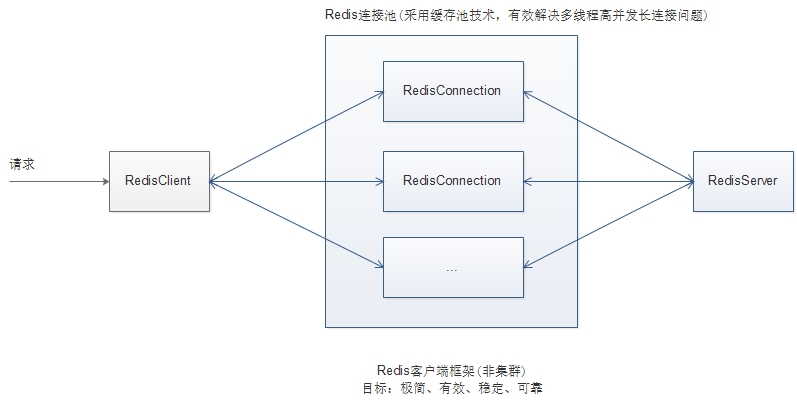 Redis连接池(采用缓存池技术，有效解决多线程高并发长连接问题)
RedisConnection
请求
RedisClient
RedisConnection
RedisServer
...
Redis客户端框架(非集群)
目标：极简、有效、稳定、可靠